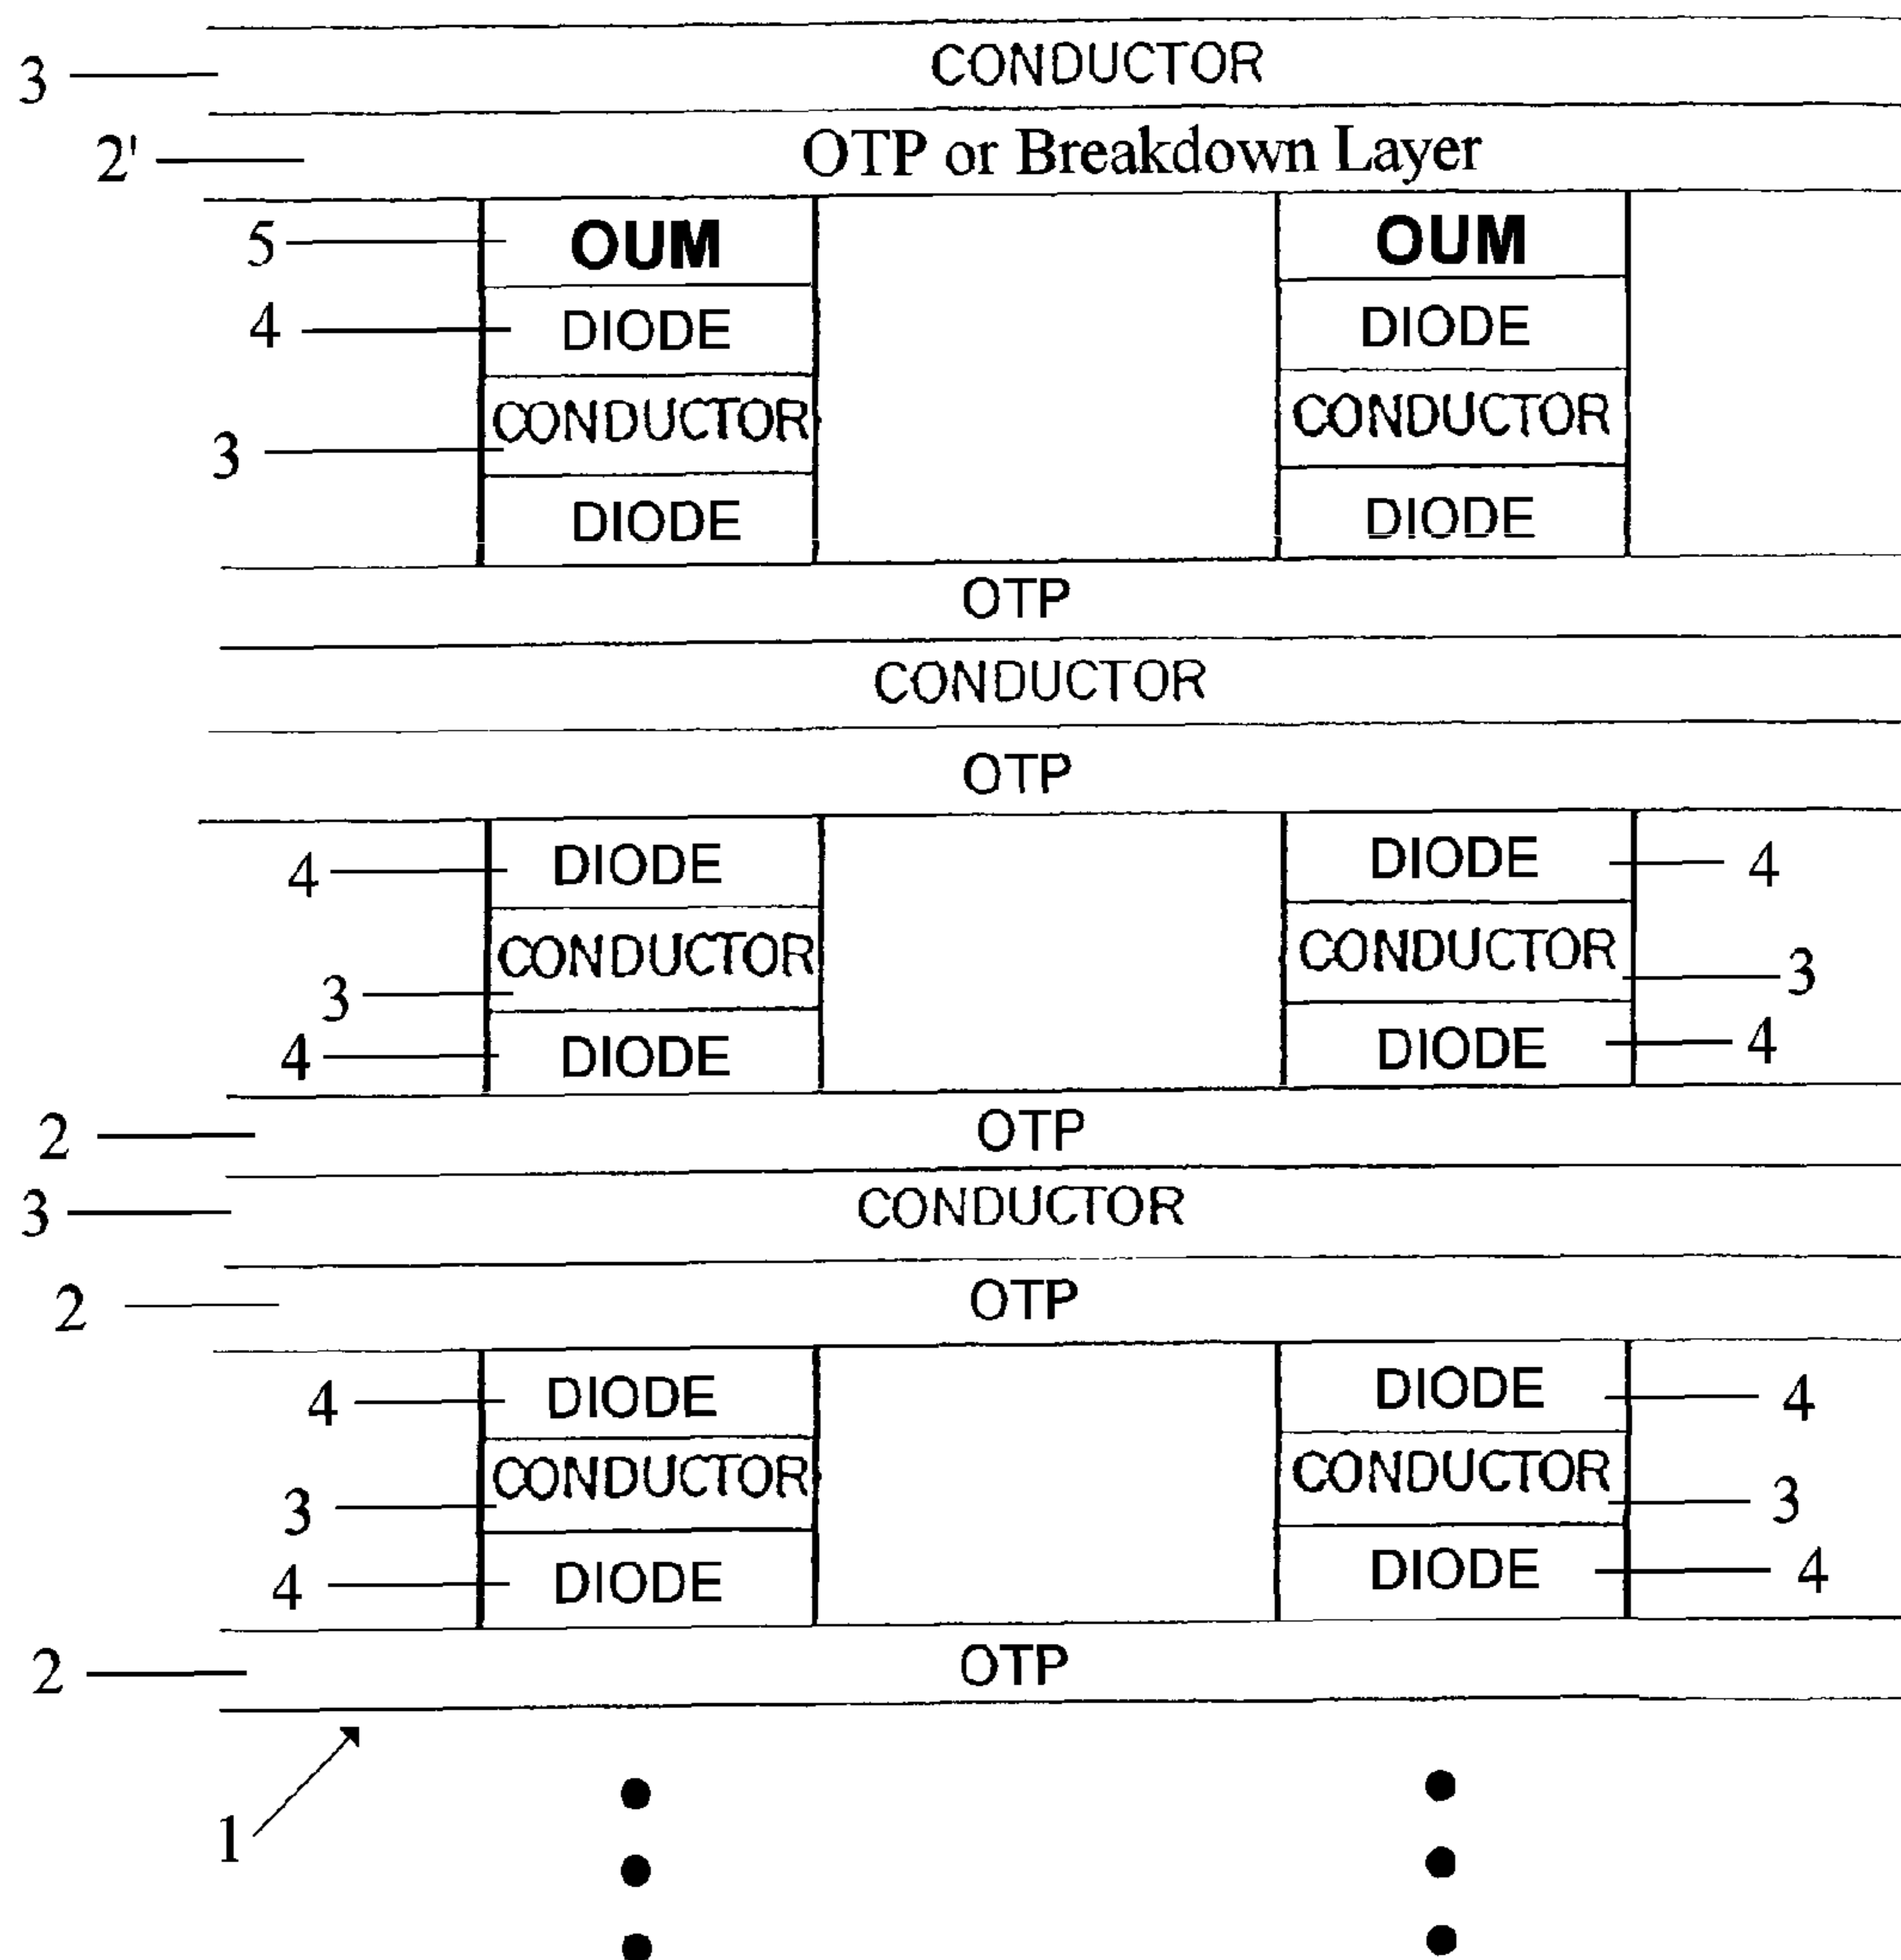 3 CONDUCTOR
2' OTP or Breakdown Layer
5 OUM OUM
4 DIODE DIODE
3 CONDUCTOR CONDUCTOR
DIODE DIODE
OTP
CONDUCTOR
OTP
4 DIODE DIODE 4
3 CONDUCTOR CONDUCTOR 3
4 DIODE DIODE 4
2 OTP
3 CONDUCTOR
2 OTP
4 DIODE DIODE 4
3 CONDUCTOR CONDUCTOR 3
4 DIODE DIODE 4
2 OTP
1